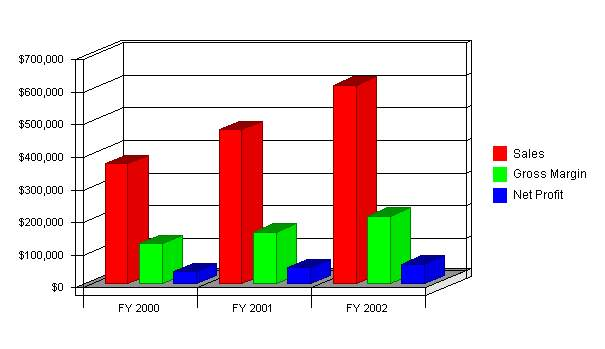 $700,000
$600,000
$500,000
$400,000
$300,000
$200,000
$100,000
$0
FY 2000
FY 2001
FY 2002
Sales
Gross Margin
Net Profit